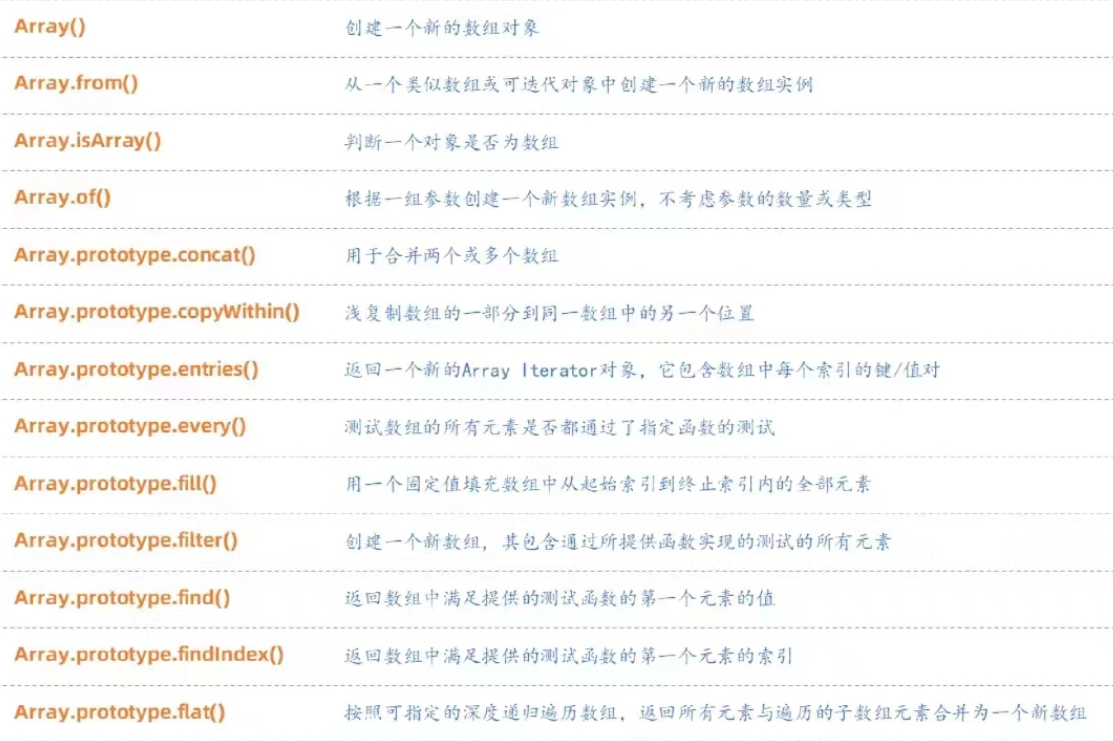 Array() 创建一个新的数组对象
Array.from() 从一个类似数组或可迭代对象中创建一个新的数组实例
Array.isArray() 判断一个对象是否为数组
Array.of() 根据一组参数创建一个新数组实例，不考虑参数的数量或类型
Array.prototype.concat() 用于合并两个或多个数组
Array.prototype.copyWithin() 浅复制数组的一部分到同一数组中的另一个位置
Array.prototype.entries() 返回一个新的Array Iterator对象，它包含数组中每个索引的键/值对
Array.prototype.every() 测试数组的所有元素是否都通过了指定函数的测试
Array.prototype.fill() 用一个固定值填充数组中从起始索引到终止索引内的全部元素
Array.prototype.filter() 创建一个新数组，其包含通过所提供函数实现的测试的所有元素
Array.prototype.find() 返回数组中满足提供的测试函数的第一个元素的值
Array.prototype.findIndex() 返回数组中满足提供的测试函数的第一个元素的索引
Array.prototype.flat() 按照可指定的深度递归遍历数组，返回所有元素与遍历的子数组元素合并为一个新数组